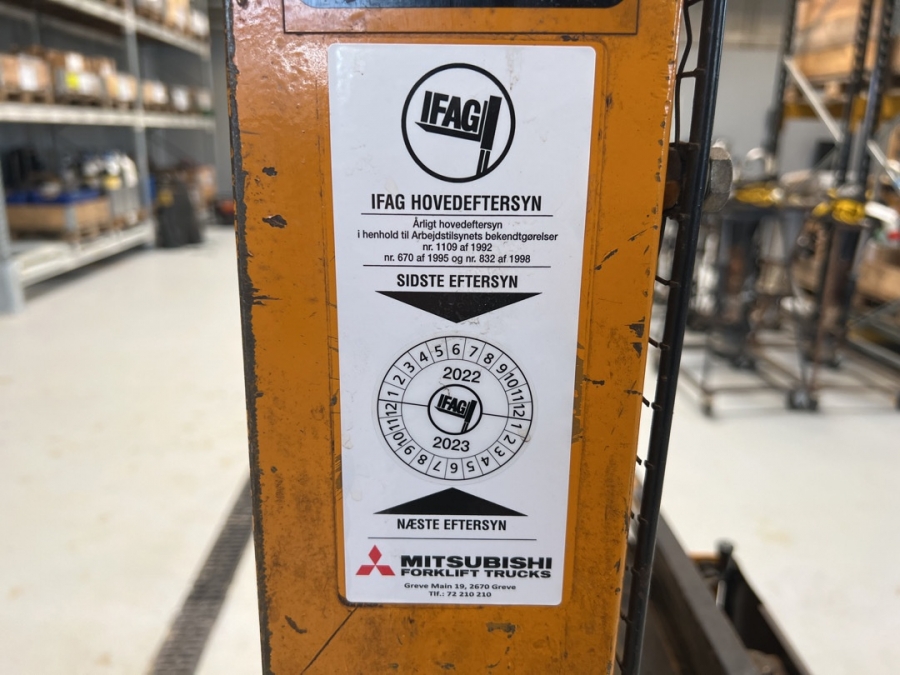 IFAG
IFAG HOVEDEFTERSYN
Årligt hovedeftersyn
i henhold til Arbejdstilsynets bekendtgørelser
nr. 1109 af 1992
nr. 670 af 1995 og nr. 832 af 1998
SIDSTE EFTERSYN
1 2 3 4 5 6 7 8 9 10 11 12
2022
IFAG
2023
1 2 3 4 5 6 7 8 9 10 11 12
NÆSTE EFTERSYN
MITSUBISHI
FORKLIFT TRUCKS
Greve Main 19, 2670 Greve
Tlf.: 72 210 210